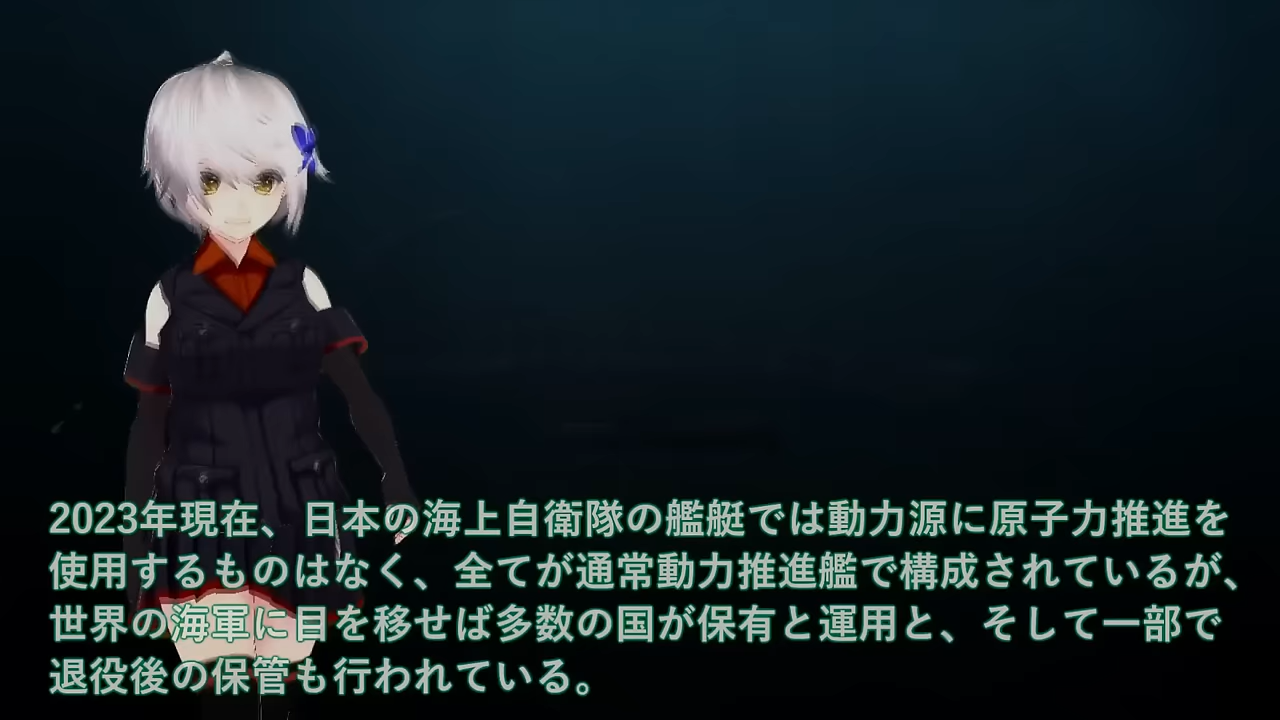 2023年現在、日本の海上自衛隊の艦艇では動力源に原子力推進を
使用するものはなく、全てが通常動力推進艦で構成されているが、
世界の海軍に目を移せば多数の国が保有と運用と、そして一部で
退役後の保管も行われている。